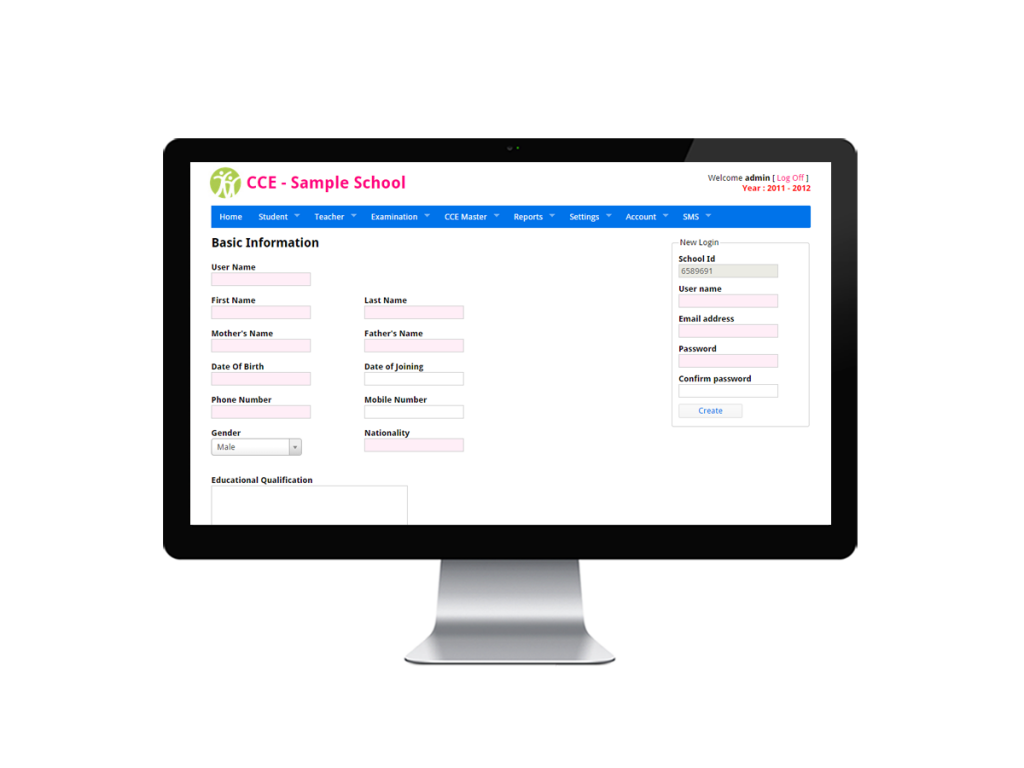 CCE - Sample School
Welcome admin [ Log Off ]
Year : 2011 - 2012
Home Student Teacher Examination CCE Master Reports Settings Account SMS
Basic Information
User Name
First Name Last Name
Mother's Name Father's Name
Date Of Birth Date of Joining
Phone Number Mobile Number
Gender Nationality
Male
Educational Qualification
New Login
School Id
6589691
User name
Email address
Password
Confirm password
Create